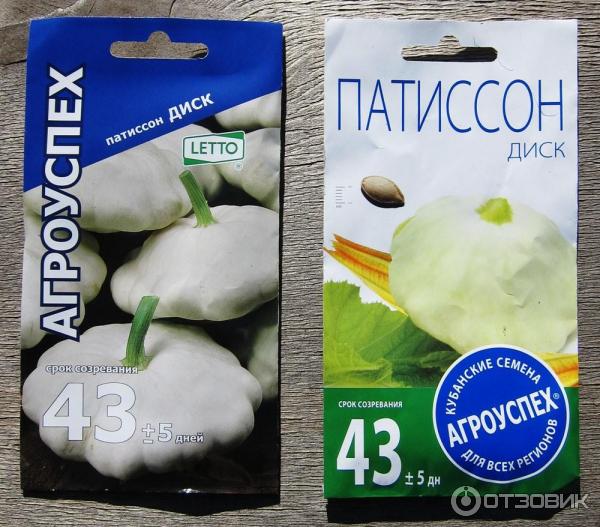 АГРОУСПЕХ
патиссон ДИСК
LETTO®
срок созревания
43 ±5 дней
ПАТИССОН
ДИСК
СРОК СОЗРЕВАНИЯ
43 ±5 дн
КУБАНСКИЕ СЕМЕНА
АГРОУСПЕХ®
ДЛЯ ВСЕХ РЕГИОНОВ
ОТЗОВИК